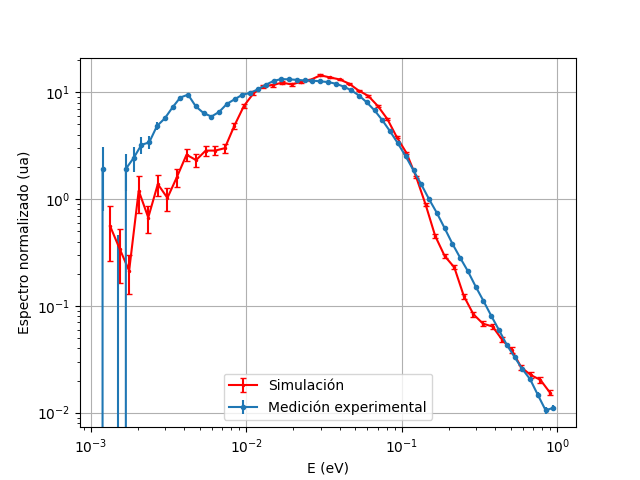 Espectro normalizado (ua)
10¹
10⁰
10⁻¹
10⁻²
Simulación
Medición experimental
10⁻³
10⁻²
10⁻¹
10⁰
E (eV)